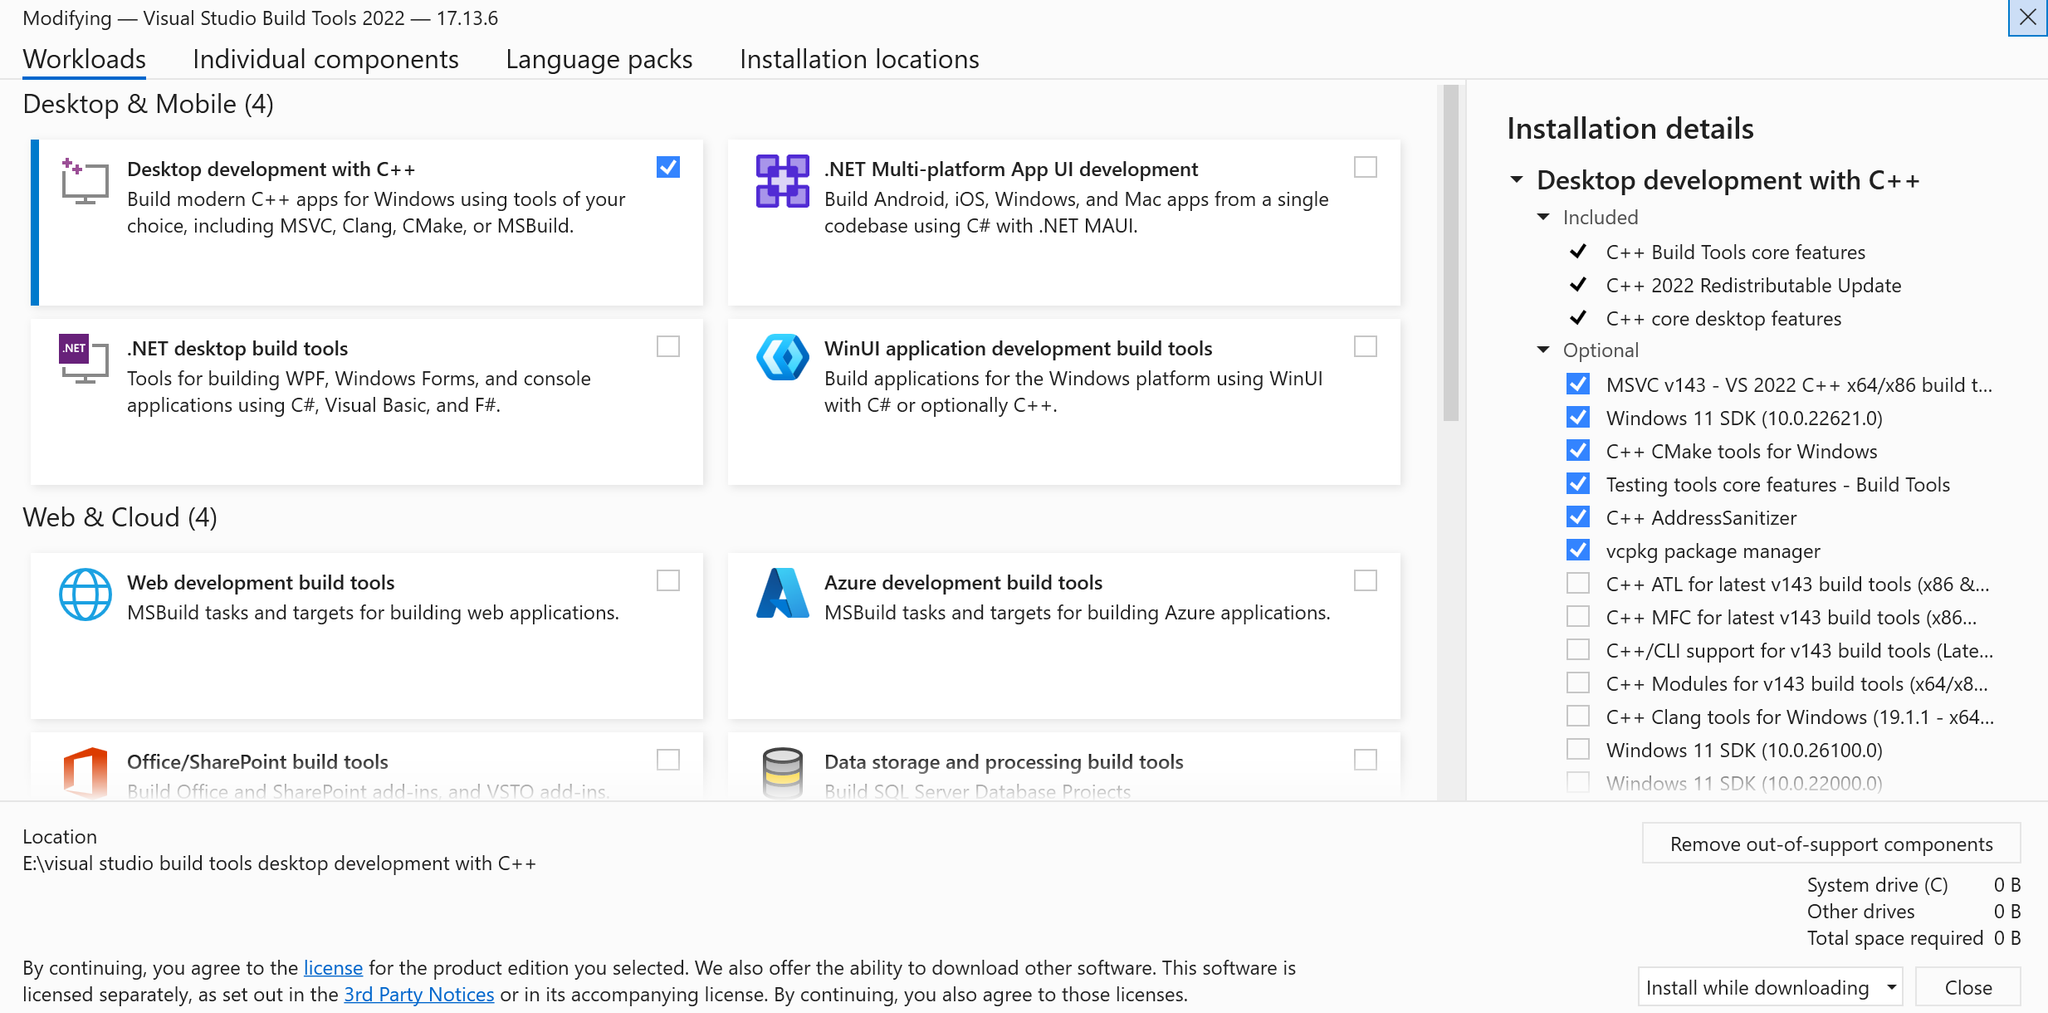 Modifying — Visual Studio Build Tools 2022 — 17.13.6
Workloads
Individual components
Language packs
Installation locations
Desktop & Mobile (4)
Desktop development with C++
Build modern C++ apps for Windows using tools of your
choice, including MSVC, Clang, CMake, or MSBuild.
.NET Multi-platform App UI development
Build Android, iOS, Windows, and Mac apps from a single
codebase using C# with .NET MAUI.
.NET
.NET desktop build tools
Tools for building WPF, Windows Forms, and console
applications using C#, Visual Basic, and F#.
WinUI application development build tools
Build applications for the Windows platform using WinUI
with C# or optionally C++.
Web & Cloud (4)
Web development build tools
MSBuild tasks and targets for building web applications.
Azure development build tools
MSBuild tasks and targets for building Azure applications.
Office/SharePoint build tools
Build Office and SharePoint add-ins, and VSTO add-ins.
Data storage and processing build tools
Build SQL Server Database Projects
Installation details
Desktop development with C++
Included
C++ Build Tools core features
C++ 2022 Redistributable Update
C++ core desktop features
Optional
MSVC v143 - VS 2022 C++ x64/x86 build t...
Windows 11 SDK (10.0.22621.0)
C++ CMake tools for Windows
Testing tools core features - Build Tools
C++ AddressSanitizer
vcpkg package manager
C++ ATL for latest v143 build tools (x86 &...
C++ MFC for latest v143 build tools (x86...
C++/CLI support for v143 build tools (Late...
C++ Modules for v143 build tools (x64/x8...
C++ Clang tools for Windows (19.1.1 - x64...
Windows 11 SDK (10.0.26100.0)
Windows 11 SDK (10.0.22000.0)
Location
E:\visual studio build tools desktop development with C++
Remove out-of-support components
System drive (C) 0 B
Other drives 0 B
Total space required 0 B
By continuing, you agree to the license for the product edition you selected. We also offer the ability to download other software. This software is
licensed separately, as set out in the 3rd Party Notices or in its accompanying license. By continuing, you also agree to those licenses.
Install while downloading
Close